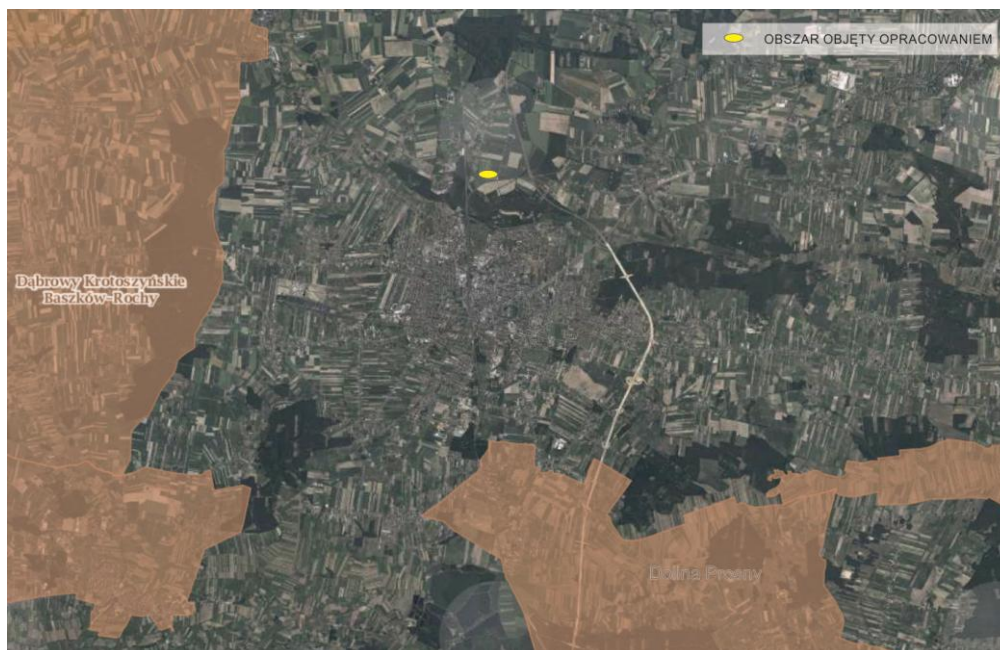 OBSZAR OBJĘTY OPRACOWANIEM
Dąbrowy Krotoszyńskie
Baszków-Rochy
Dolina Prosny